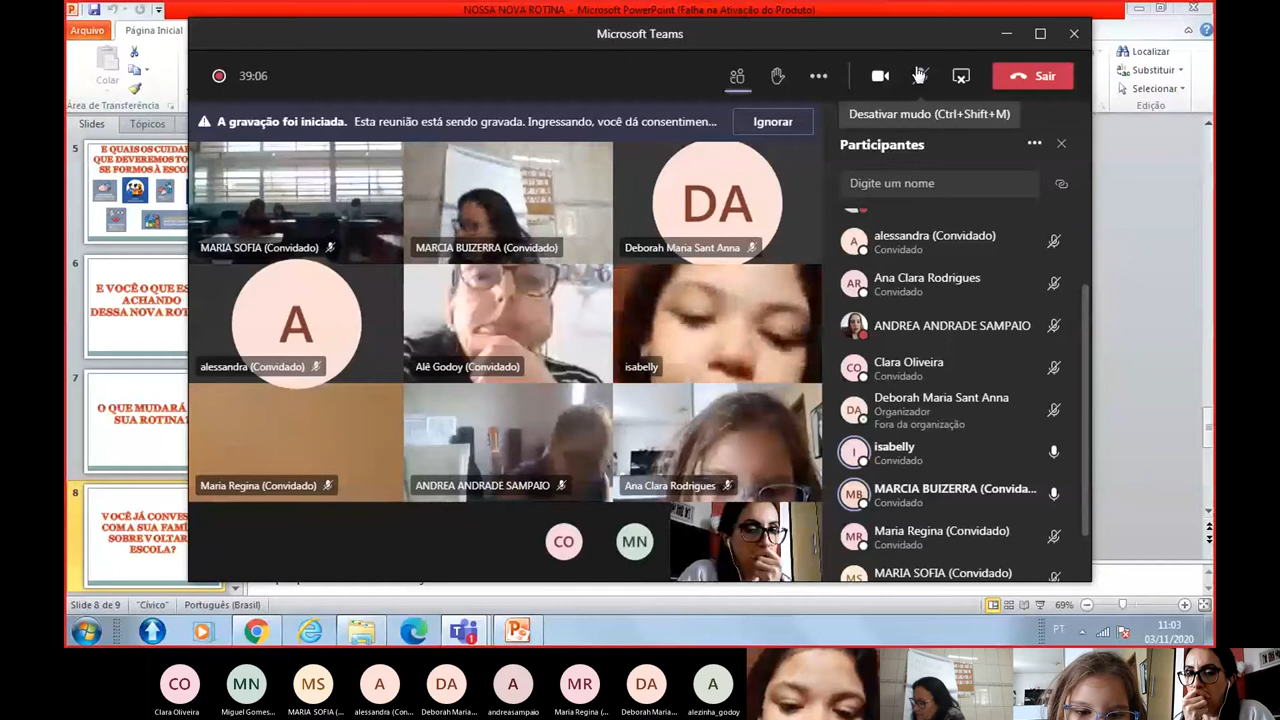 NOSSA NOVA ROTINA - Microsoft PowerPoint (Falha na Ativação do Produto)
Arquivo
Página Inicial
Colar
Área de Transferência
Localizar
Substituir
Selecionar
Edição
Slides
Tópicos
5
E QUAIS OS CUIDA
QUE DEVEREMOS TO
SE FORMOS À ESCO
6
E VOCÊ O QUE ES
ACHANDO
DESSA NOVA ROT
7
O QUE MUDARÁ
SUA ROTINA?
8
VOCÊ JÁ CONVES
COM A SUA FAMÍ
SOBRE VOLTAR
ESCOLA?
Microsoft Teams
39:06
Sair
Desativar mudo (Ctrl+Shift+M)
A gravação foi iniciada. Esta reunião está sendo gravada. Ingressando, você dá consentimen...
Ignorar
MARIA SOFIA (Convidado)
MARCIA BUIZERRA (Convidado)
DA
Deborah Maria Sant Anna
A
alessandra (Convidado)
Alê Godoy (Convidado)
isabelly
Maria Regina (Convidado)
ANDREA ANDRADE SAMPAIO
Ana Clara Rodrigues
CO
MN
Participantes
Digite um nome
A
alessandra (Convidado)
Convidado
AR
Ana Clara Rodrigues
Convidado
ANDREA ANDRADE SAMPAIO
CO
Clara Oliveira
Convidado
DA
Deborah Maria Sant Anna
Organizador
Fora da organização
I
isabelly
Convidado
MB
MARCIA BUIZERRA (Convida...
Convidado
MR
Maria Regina (Convidado)
Convidado
MS
MARIA SOFIA (Convidado)
Slide 8 de 9
"Cívico"
Português (Brasil)
69%
PT
11:03
03/11/2020
CO
MN
MS
A
DA
A
MR
DA
A
Clara Oliveira
Miguel Gomes...
MARIA SOFIA (...
alessandra (Con...
Deborah Maria...
andreasampaio
Maria Regina (...
Deborah Maria...
alezinha_godoy